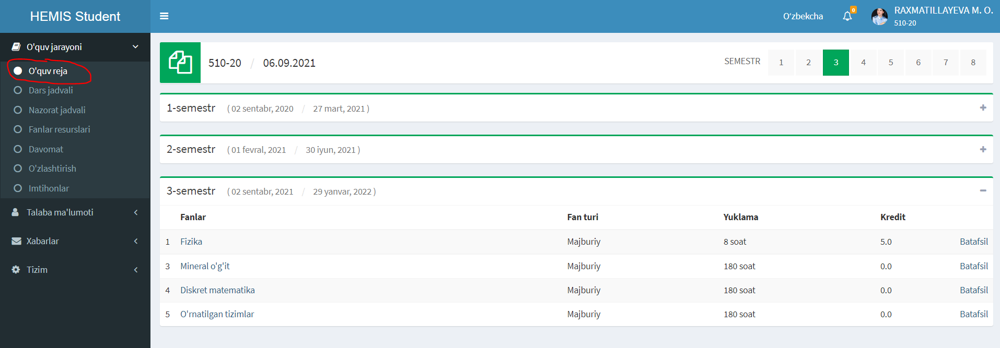 HEMIS Student
O‘zbekcha
0
RAXMATILLAYEVA M. O.
510-20
O'quv jarayoni
O'quv reja
Dars jadvali
Nazorat jadvali
Fanlar resurslari
Davomat
O'zlashtirish
Imtihonlar
Talaba ma'lumoti
Xabarlar
Tizim
510-20 / 06.09.2021
SEMESTR 1 2 3 4 5 6 7 8
1-semestr ( 02 sentabr, 2020 / 27 mart, 2021 )
2-semestr ( 01 fevral, 2021 / 30 iyun, 2021 )
3-semestr ( 02 sentabr, 2021 / 29 yanvar, 2022 )
Fanlar Fan turi Yuklama Kredit
1 Fizika Majburiy 8 soat 5.0 Batafsil
3 Mineral o'g'it Majburiy 180 soat 0.0 Batafsil
4 Diskret matematika Majburiy 180 soat 0.0 Batafsil
5 O'rnatilgan tizimlar Majburiy 180 soat 0.0 Batafsil